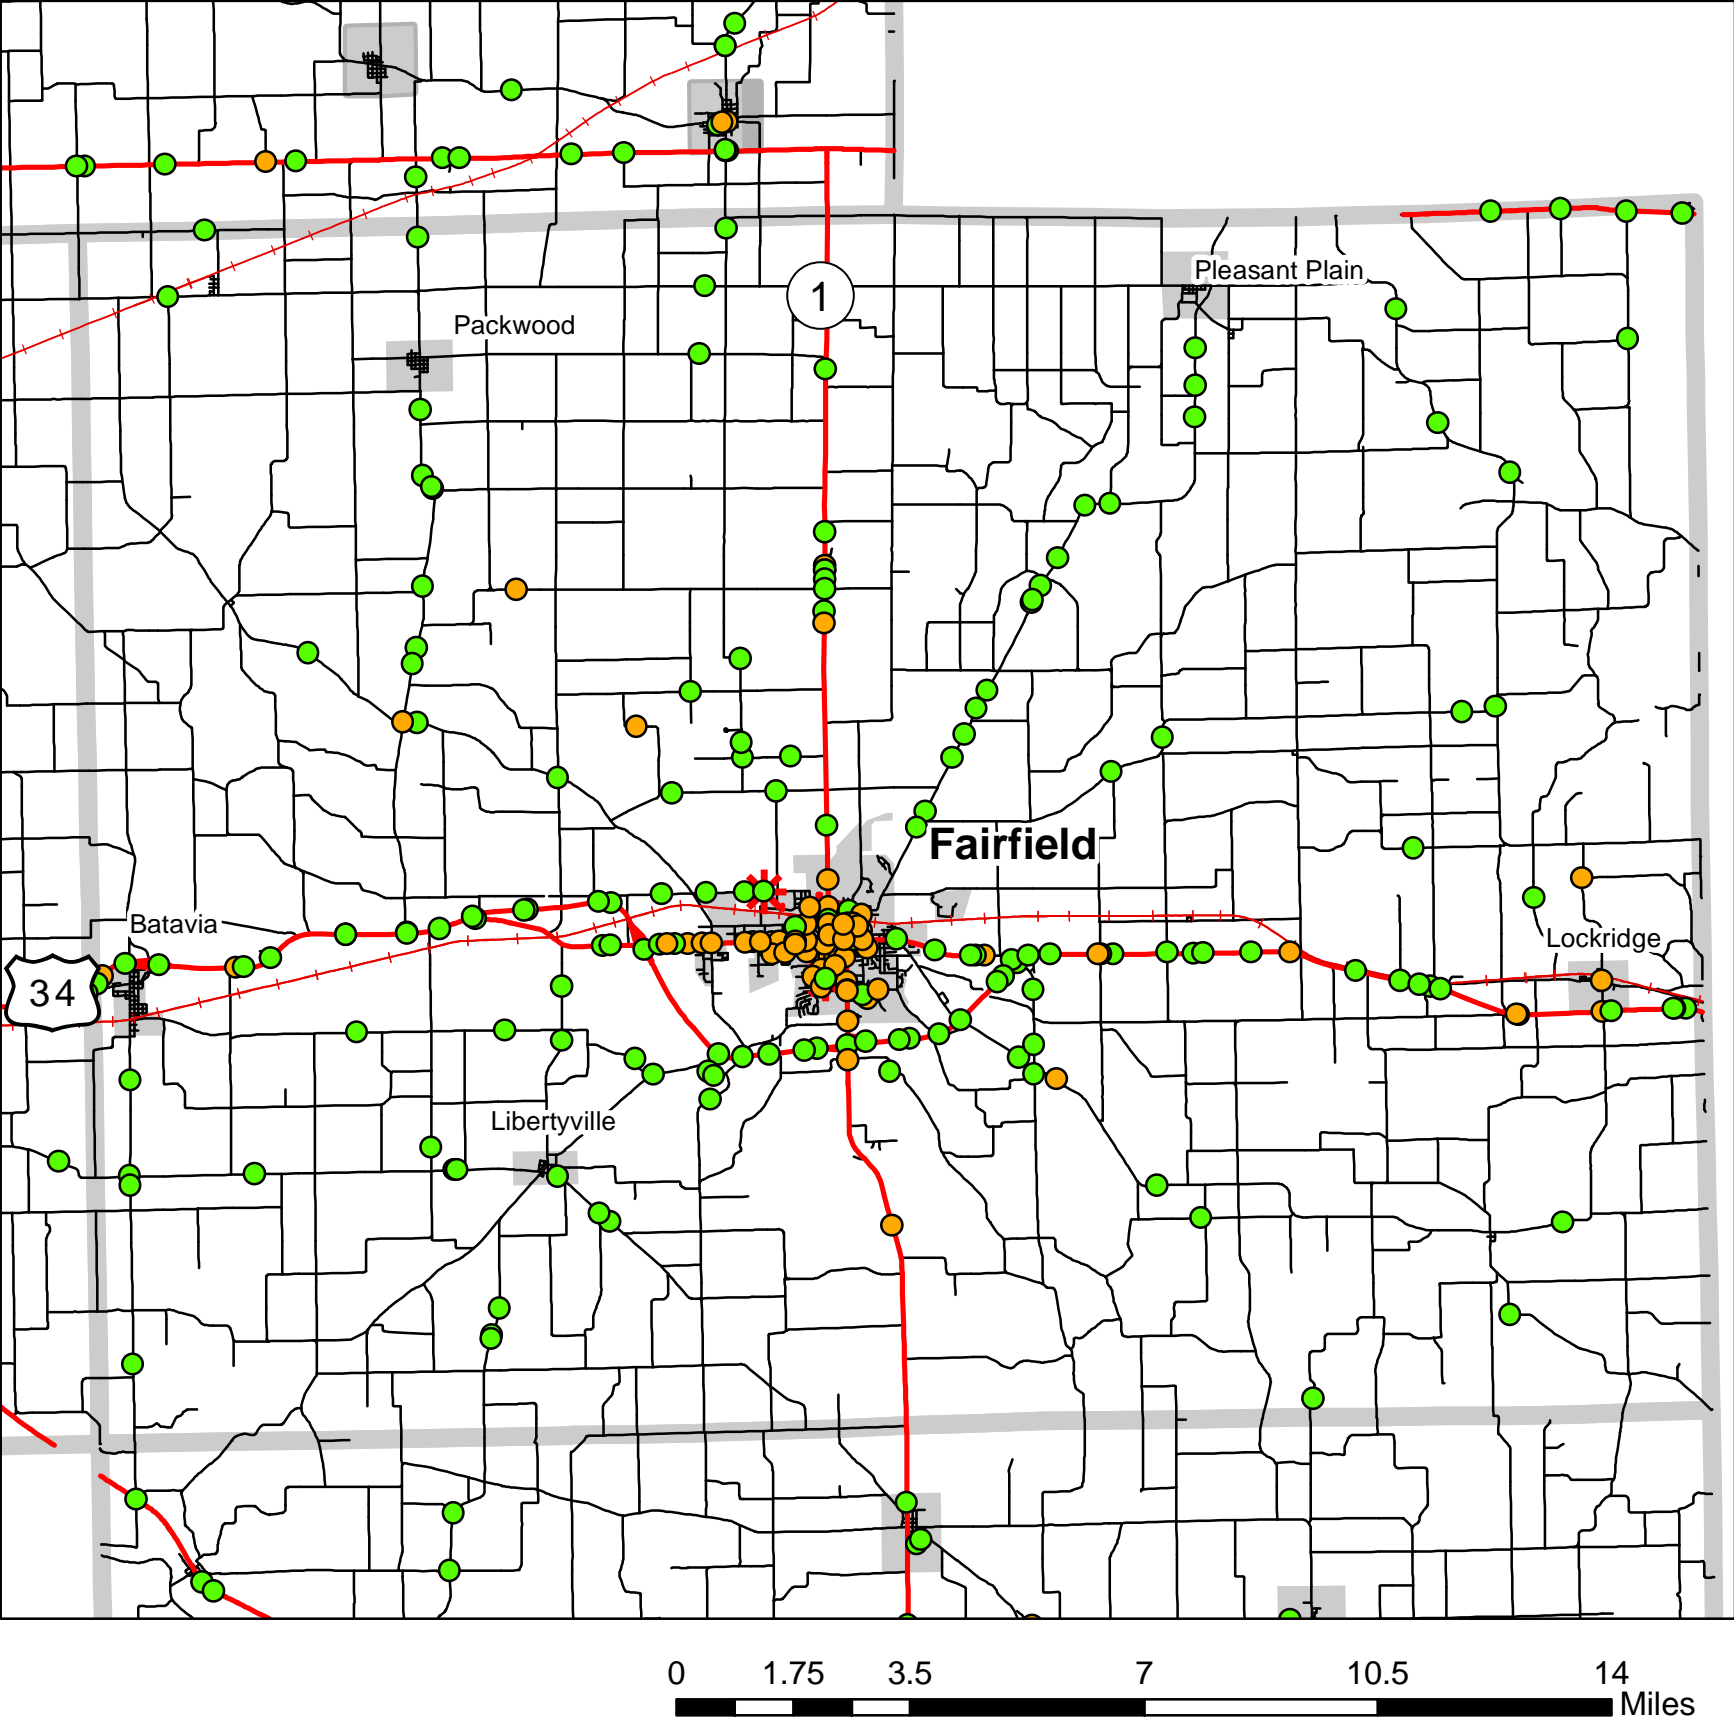 Pleasant Plain
1
Packwood
Fairfield
Batavia
Lockridge
34
Libertyville
0 1.75 3.5 7 10.5 14
Miles